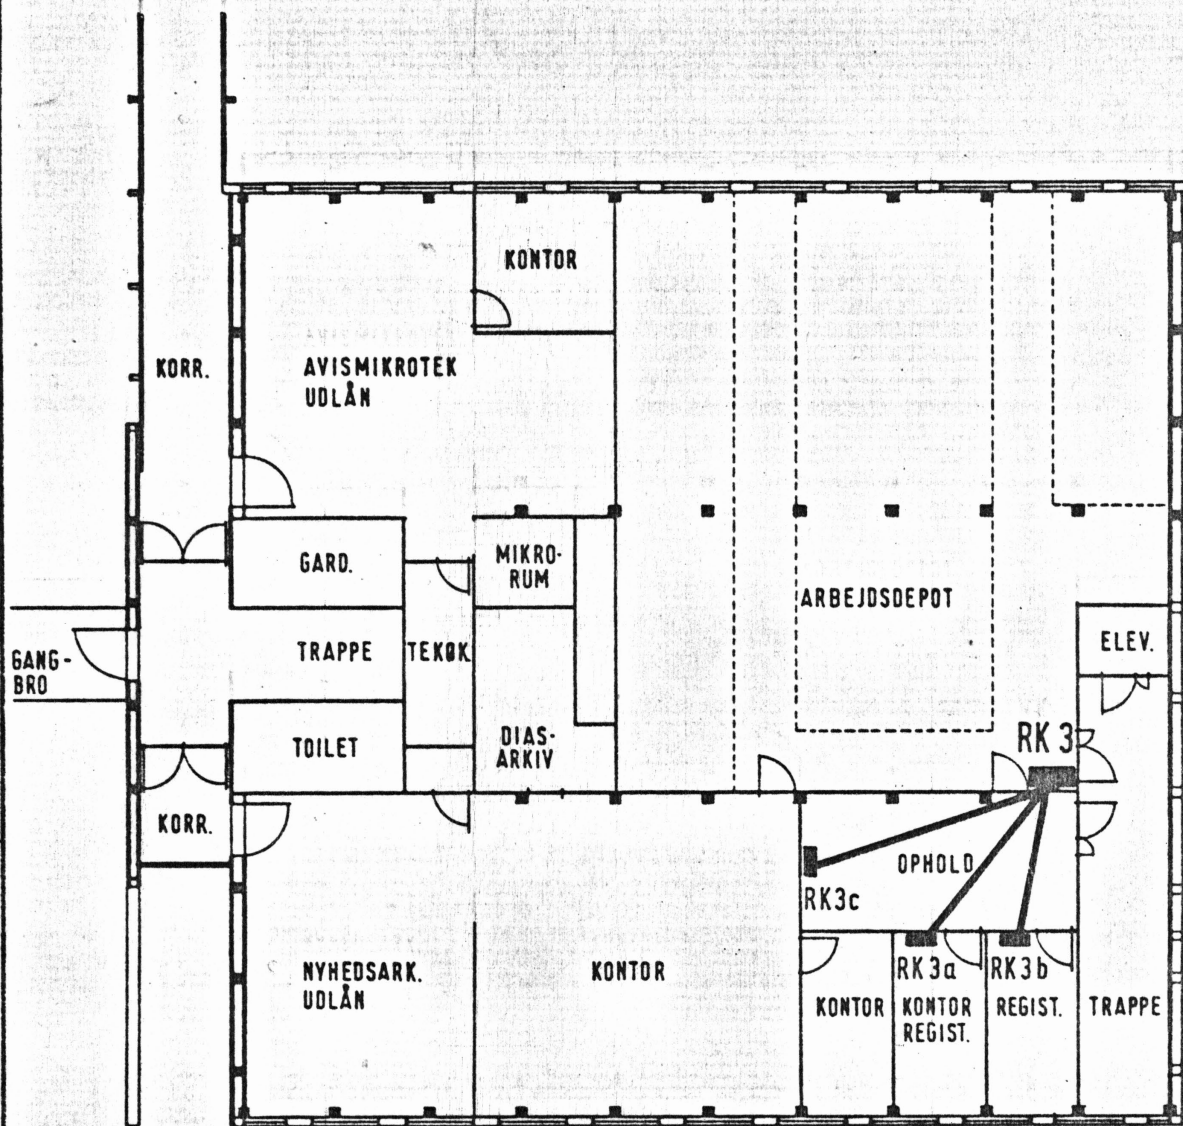 KONTOR
KORR.
AVISMIKROTEK
UDLÅN
GARD.
MIKRO-
RUM
ARBEJDSDEPOT
ELEV.
GANG-
BRO
TRAPPE
TEKØK
TOILET
DIAS-
ARKIV
RK 3
KORR.
OPHOLD
RK3c
NYHEDSARK.
UDLÅN
KONTOR
RK3a
RK3b
KONTOR
KONTOR
REGIST.
REGIST.
TRAPPE